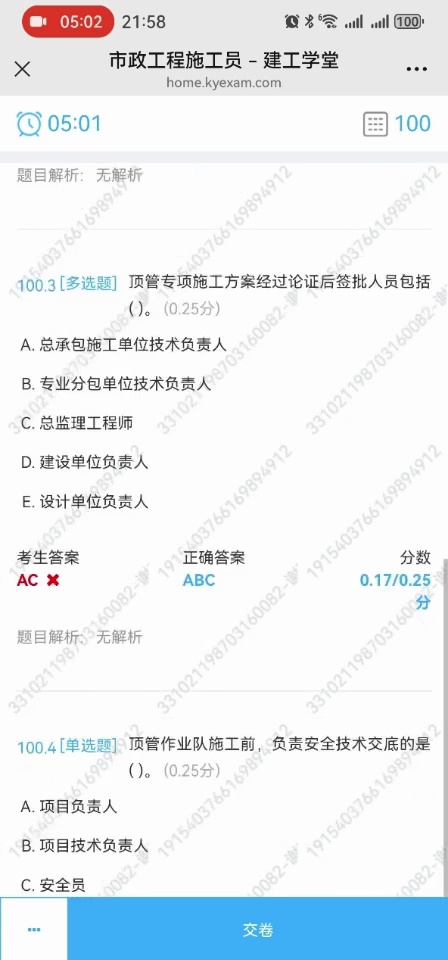 05:02 21:58 6 100
市政工程施工员 – 建工学堂
home.kyexam.com
05:01 100
题目解析: 无解析
100.3 [多选题] 顶管专项施工方案经过论证后签批人员包括
( )。 (0.25分)
A. 总承包施工单位技术负责人
B. 专业分包单位技术负责人
C. 总监理工程师
D. 建设单位负责人
E. 设计单位负责人
考生答案 正确答案 分数
AC ABC 0.17/0.25
分
题目解析: 无解析
100.4 [单选题] 顶管作业队施工前，负责安全技术交底的是
( )。 (0.25分)
A. 项目负责人
B. 项目技术负责人
C. 安全员
交卷